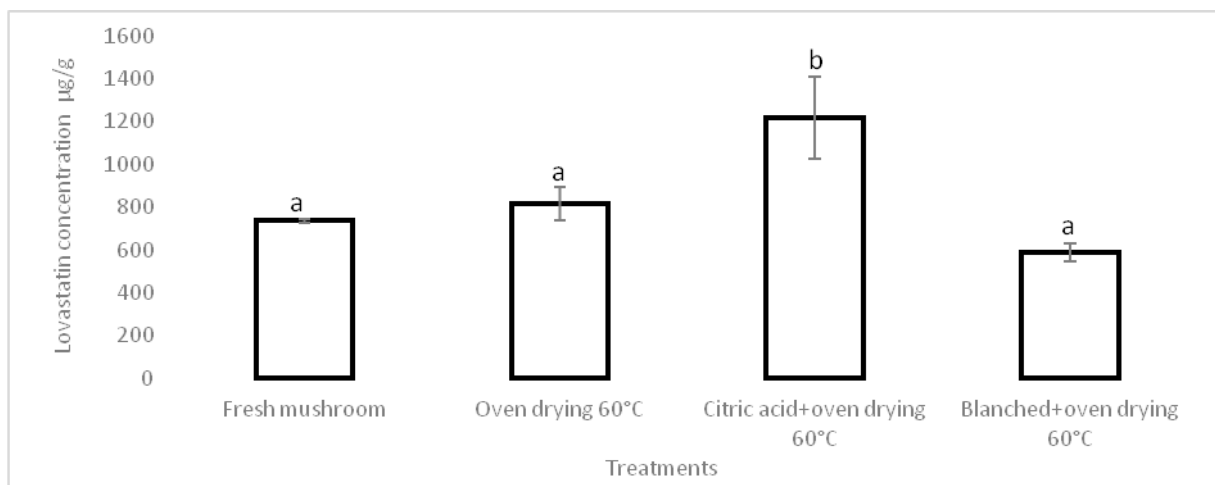 Lovastatin concentration µg/g
1600
1400
1200
1000
800
600
400
200
0
a
a
b
a
Fresh mushroom
Oven drying 60°C
Citric acid+oven drying
60°C
Blanched+oven drying
60°C
Treatments